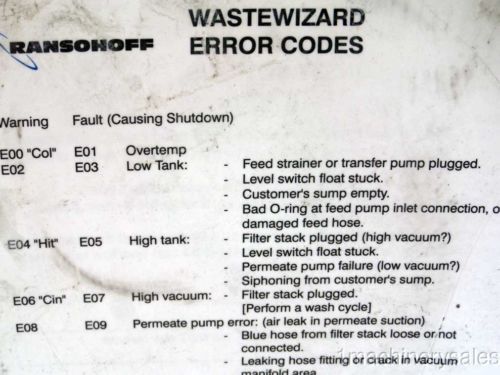 WASTEWIZARD
RANSOHOFF ERROR CODES
Warning Fault (Causing Shutdown)
E00 "Col" E01 Overtemp
E02 E03 Low Tank: - Feed strainer or transfer pump plugged.
- Level switch float stuck.
- Customer's sump empty.
- Bad O-ring at feed pump inlet connection, o
damaged feed hose.
E04 "Hit" E05 High tank: - Filter stack plugged (high vacuum?)
- Level switch float stuck.
- Permeate pump failure (low vacuum?)
- Siphoning from customer's sump.
E06 "Cin" E07 High vacuum: - Filter stack plugged.
[Perform a wash cycle]
E08 E09 Permeate pump error: (air leak in permeate suction)
- Blue hose from filter stack loose or not
connected.
- Leaking hose fitting or crack in vacuum
manifold area
1machinerysales